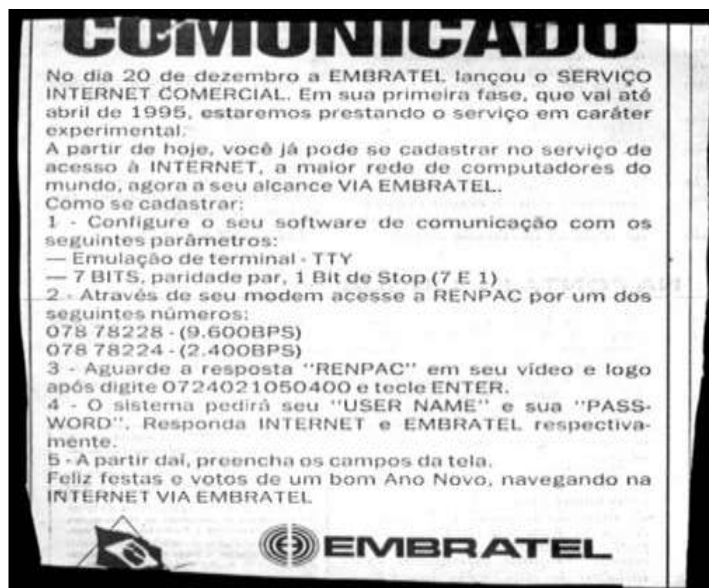 COMUNICADO
No dia 20 de dezembro a EMBRATEL lançou o SERVIÇO
INTERNET COMERCIAL. Em sua primeira fase, que vai até
abril de 1995, estaremos prestando o serviço em caráter
experimental.
A partir de hoje, você já pode se cadastrar no serviço de
acesso à INTERNET, a maior rede de computadores do
mundo, agora a seu alcance VIA EMBRATEL.
Como se cadastrar:
1 - Configure o seu software de comunicação com os
seguintes parâmetros:
— Emulação de terminal - TTY
— 7 BITS, paridade par, 1 Bit de Stop (7 E 1)
2 - Através de seu modem acesse a RENPAC por um dos
seguintes números:
078 78228 - (9.600BPS)
078 78224 - (2.400BPS)
3 - Aguarde a resposta "RENPAC" em seu vídeo e logo
após digite 0724021050400 e tecle ENTER.
4 - O sistema pedirá seu "USER NAME" e sua "PASS-
WORD". Responda INTERNET e EMBRATEL respectiva-
mente.
5 - A partir daí, preencha os campos da tela.
Feliz festas e votos de um bom Ano Novo, navegando na
INTERNET VIA EMBRATEL
EMBRATEL